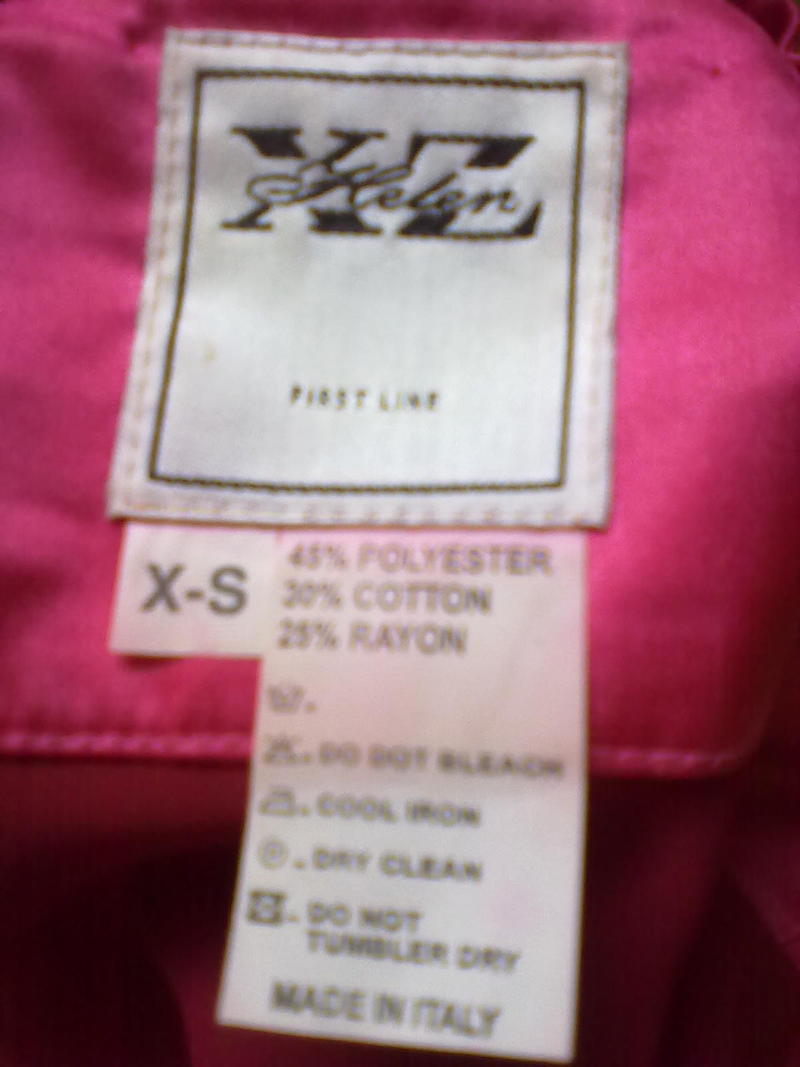 XZ
Helen
FIRST LINE
X-S
45% POLYESTER
30% COTTON
25% RAYON
DO DOT BLEACH
COOL IRON
P
DRY CLEAN
DO NOT
TUMBLER DRY
MADE IN ITALY